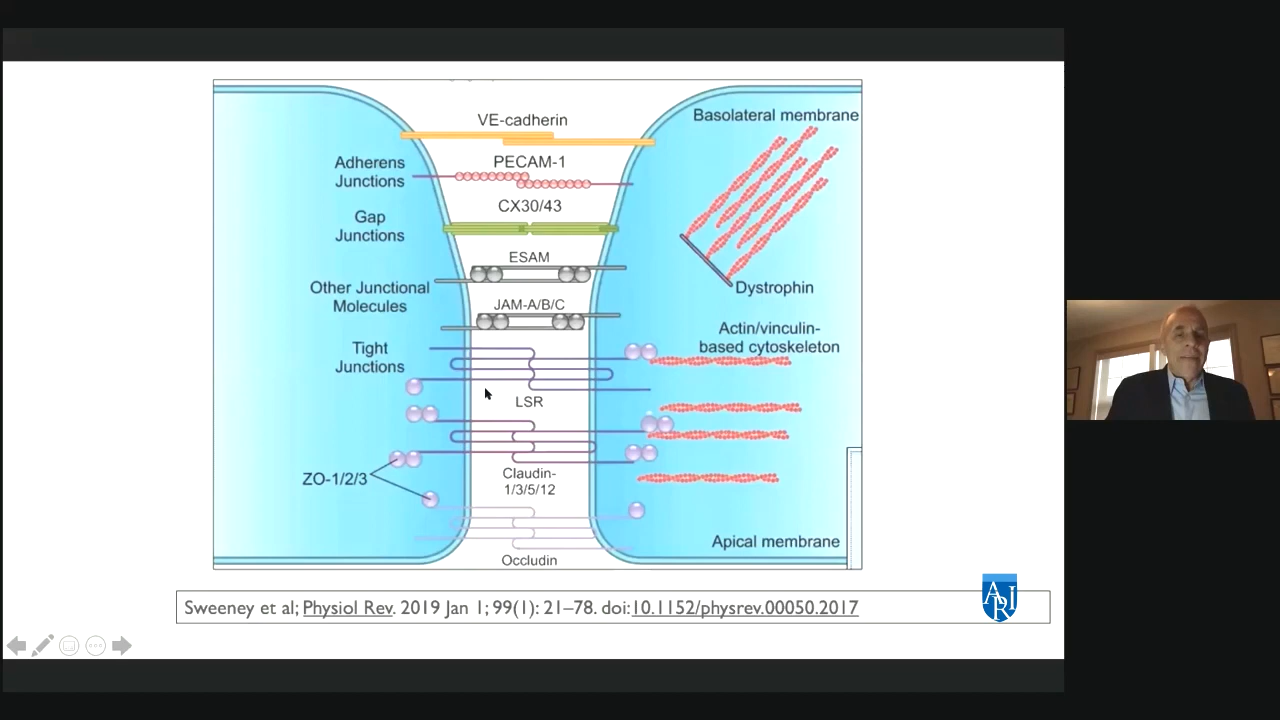 VE-cadherin
Basolateral membrane
Adherens
Junctions
PECAM-1
Gap
Junctions
CX30/43
ESAM
Other Junctional
Molecules
Dystrophin
JAM-A/B/C
Actin/vinculin-
based cytoskeleton
Tight
Junctions
LSR
ZO-1/2/3
Claudin-
1/3/5/12
Apical membrane
Occludin
Sweeney et al; Physiol Rev. 2019 Jan 1; 99(1): 21–78. doi:10.1152/physrev.00050.2017
ADRI